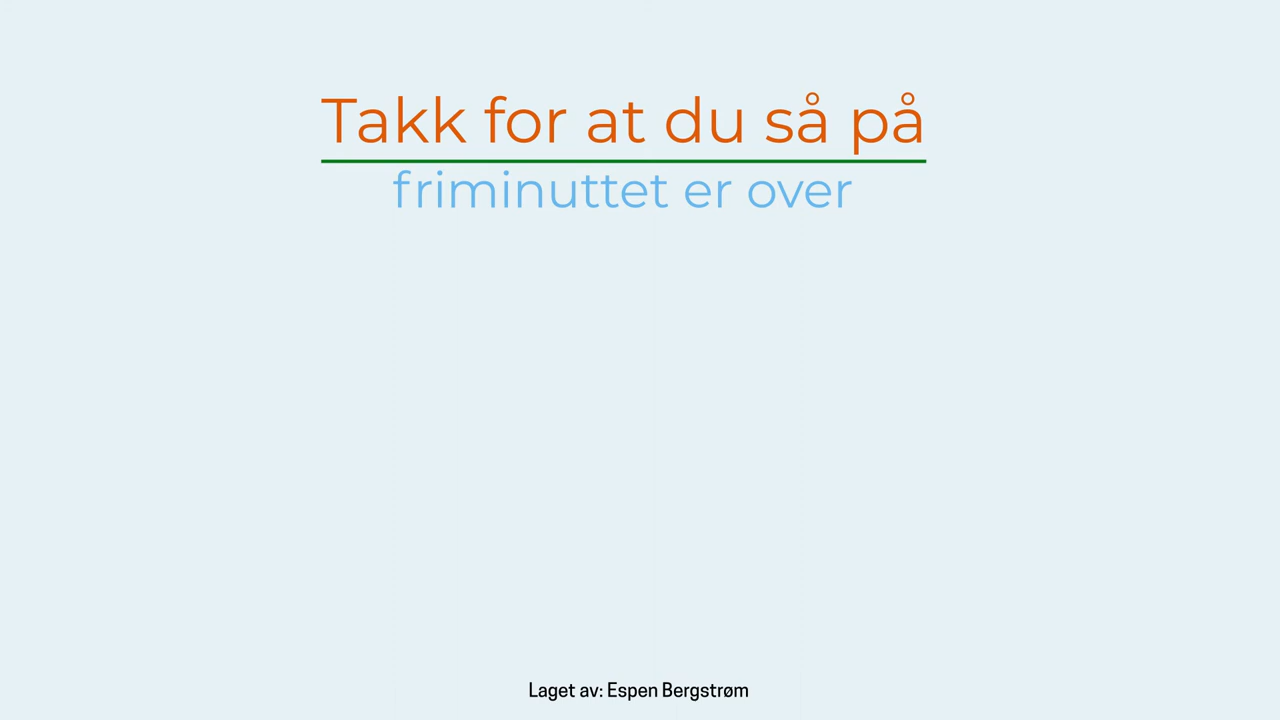 Takk for at du så på
friminuttet er over
Laget av: Espen Bergstrøm